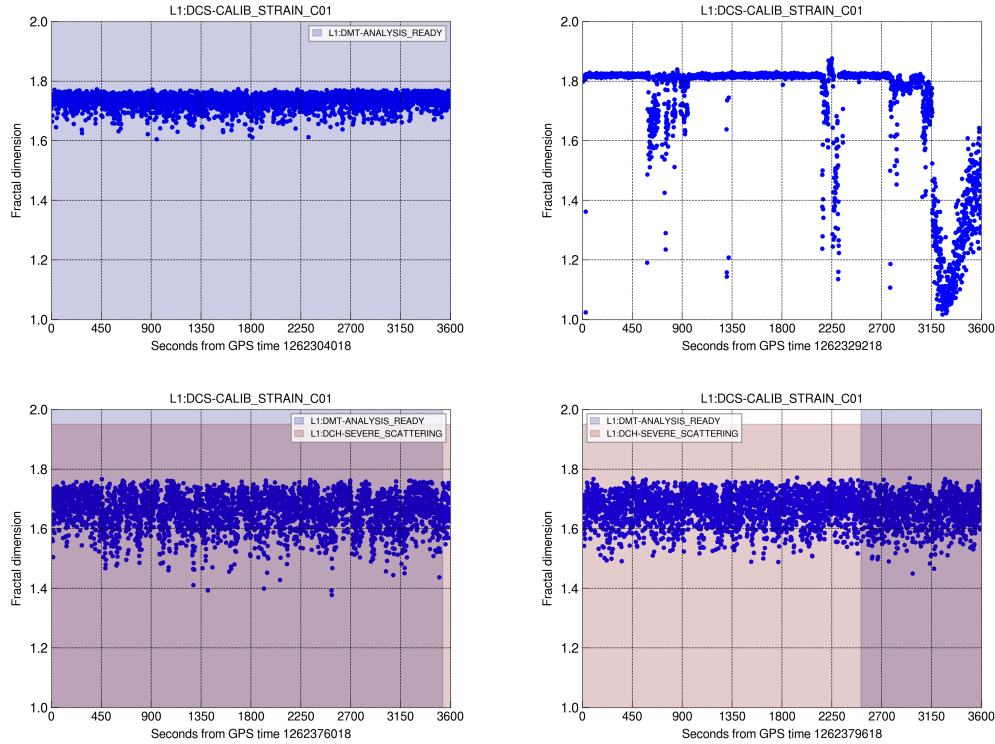 L1:DCS-CALIB_STRAIN_C01
L1:DMT-ANALYSIS_READY
Fractal dimension
2.0
1.8
1.6
1.4
1.2
1.0
0 450 900 1350 1800 2250 2700 3150 3600
Seconds from GPS time 1262304018
L1:DCS-CALIB_STRAIN_C01
Fractal dimension
2.0
1.8
1.6
1.4
1.2
1.0
0 450 900 1350 1800 2250 2700 3150 3600
Seconds from GPS time 1262329218
L1:DCS-CALIB_STRAIN_C01
L1:DMT-ANALYSIS_READY
L1:DCH-SEVERE_SCATTERING
Fractal dimension
2.0
1.8
1.6
1.4
1.2
1.0
0 450 900 1350 1800 2250 2700 3150 3600
Seconds from GPS time 1262376018
L1:DCS-CALIB_STRAIN_C01
L1:DMT-ANALYSIS_READY
L1:DCH-SEVERE_SCATTERING
Fractal dimension
2.0
1.8
1.6
1.4
1.2
1.0
0 450 900 1350 1800 2250 2700 3150 3600
Seconds from GPS time 1262379618